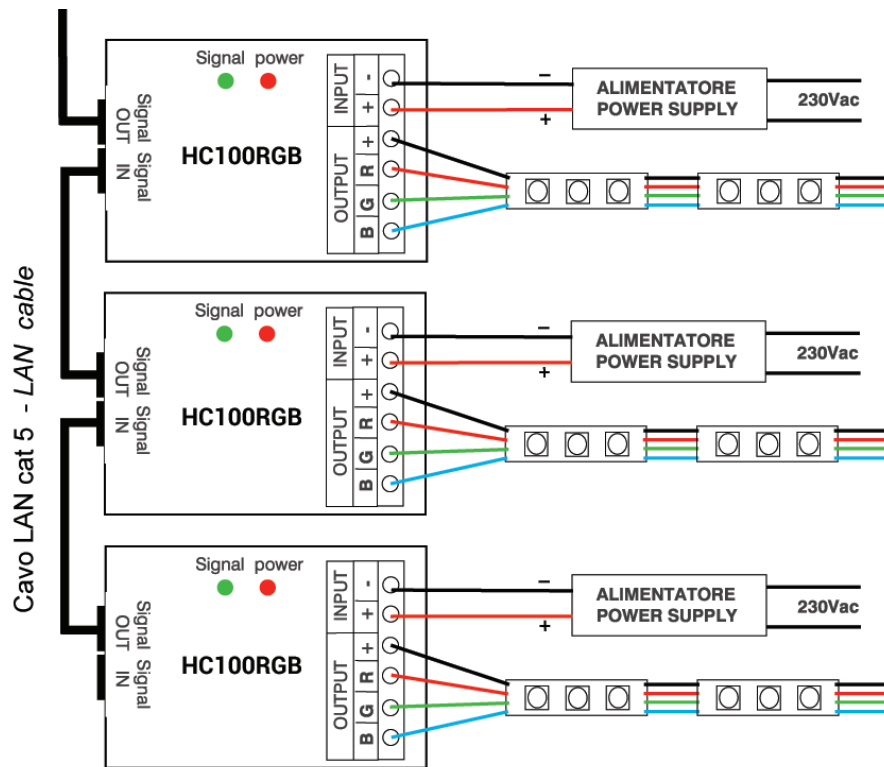 Cavo LAN cat 5 - LAN cable
Signal power
Signal OUT
Signal IN
HC100RGB
INPUT
-
+
OUTPUT
+
R
G
B
–
+
ALIMENTATORE
POWER SUPPLY
230Vac
Signal power
Signal OUT
Signal IN
HC100RGB
INPUT
-
+
OUTPUT
+
R
G
B
–
+
ALIMENTATORE
POWER SUPPLY
230Vac
Signal power
Signal OUT
Signal IN
HC100RGB
INPUT
-
+
OUTPUT
+
R
G
B
–
+
ALIMENTATORE
POWER SUPPLY
230Vac